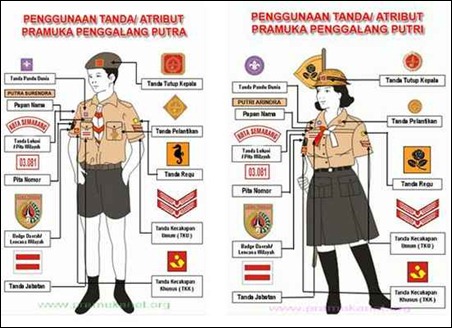 PENGGUNAAN TANDA/ ATRIBUT
PRAMUKA PENGGALANG PUTRA
Tanda Pandu Dunia
Tanda Tutup Kepala
PUTRA SURENDRA
Papan Nama
Tanda Pelantikan
KOTA SEMARANG
Tanda Lokasi
/ Pita Wilayah
03.081
Pita Nomor
Tanda Regu
Badge Daerah/
Lencana Wilayah
Tanda Kecakapan
Umum (TKU)
Tanda Jabatan
Tanda Kecakapan
Khusus (TKK)
www.pramukanet.org
PENGGUNAAN TANDA/ ATRIBUT
PRAMUKA PENGGALANG PUTRI
Tanda Pandu Dunia
Tanda Tutup Kepala
PUTRI ARINDRA
Papan Nama
Tanda Pelantikan
KOTA SEMARANG
Tanda Lokasi
/ Pita Wilayah
03.081
Pita Nomor
Tanda Regu
Badge Daerah/
Lencana Wilayah
Tanda Kecakapan
Umum (TKU)
Tanda Jabatan
Tanda Kecakapan
Khusus (TKK)
www.pramukanet.org